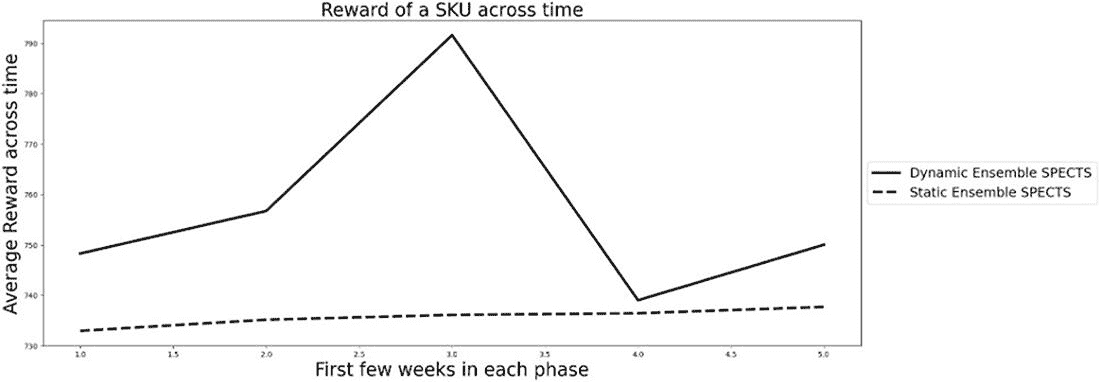 Reward of a SKU across time
Average Reward across time
790
780
770
760
750
740
730
1.0 1.5 2.0 2.5 3.0 3.5 4.0 4.5 5.0
First few weeks in each phase
Dynamic Ensemble SPECTS
Static Ensemble SPECTS